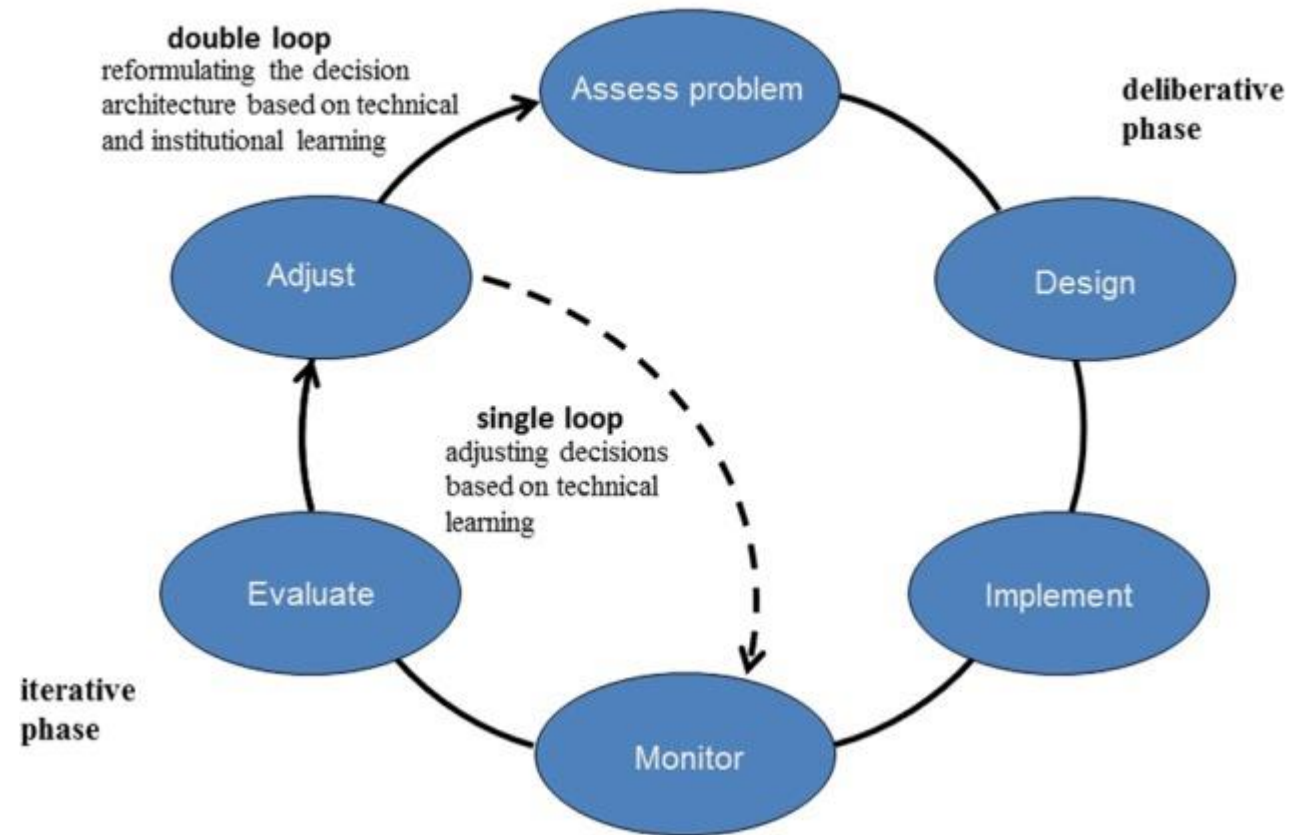 double loop
reformulating the decision
architecture based on technical
and institutional learning
Assess problem
deliberative
phase
Adjust
Design
single loop
adjusting decisions
based on technical
learning
Evaluate
Implement
iterative
phase
Monitor